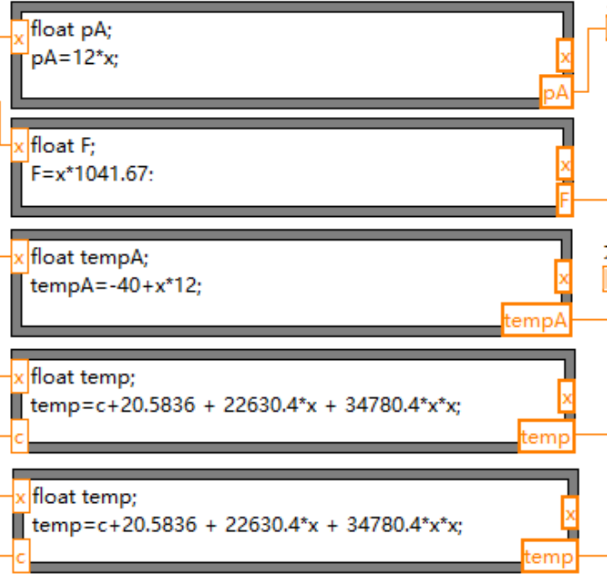 x float pA;
pA=12*x;
x
pA
x float F;
F=x*1041.67:
x
F
x float tempA;
tempA=-40+x*12;
x
tempA
x float temp;
temp=c+20.5836 + 22630.4*x + 34780.4*x*x;
x
c
temp
x float temp;
temp=c+20.5836 + 22630.4*x + 34780.4*x*x;
x
c
temp